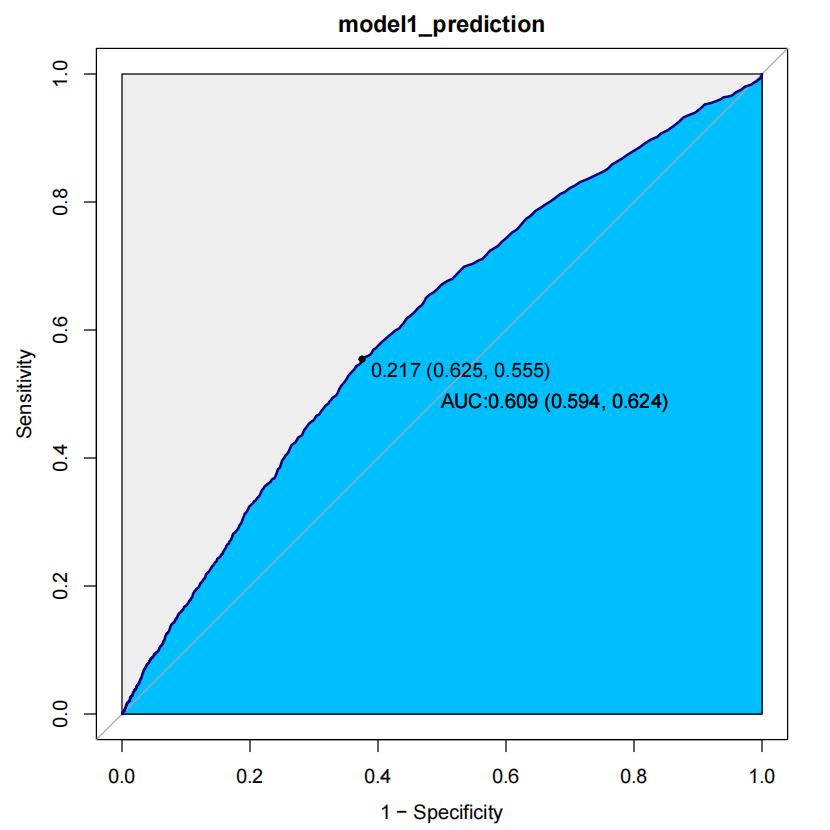 model1_prediction
1.0
0.8
0.6
0.4
0.2
0.0
Sensitivity
0.217 (0.625, 0.555)
AUC:0.609 (0.594, 0.624)
0.0 0.2 0.4 0.6 0.8 1.0
1 − Specificity